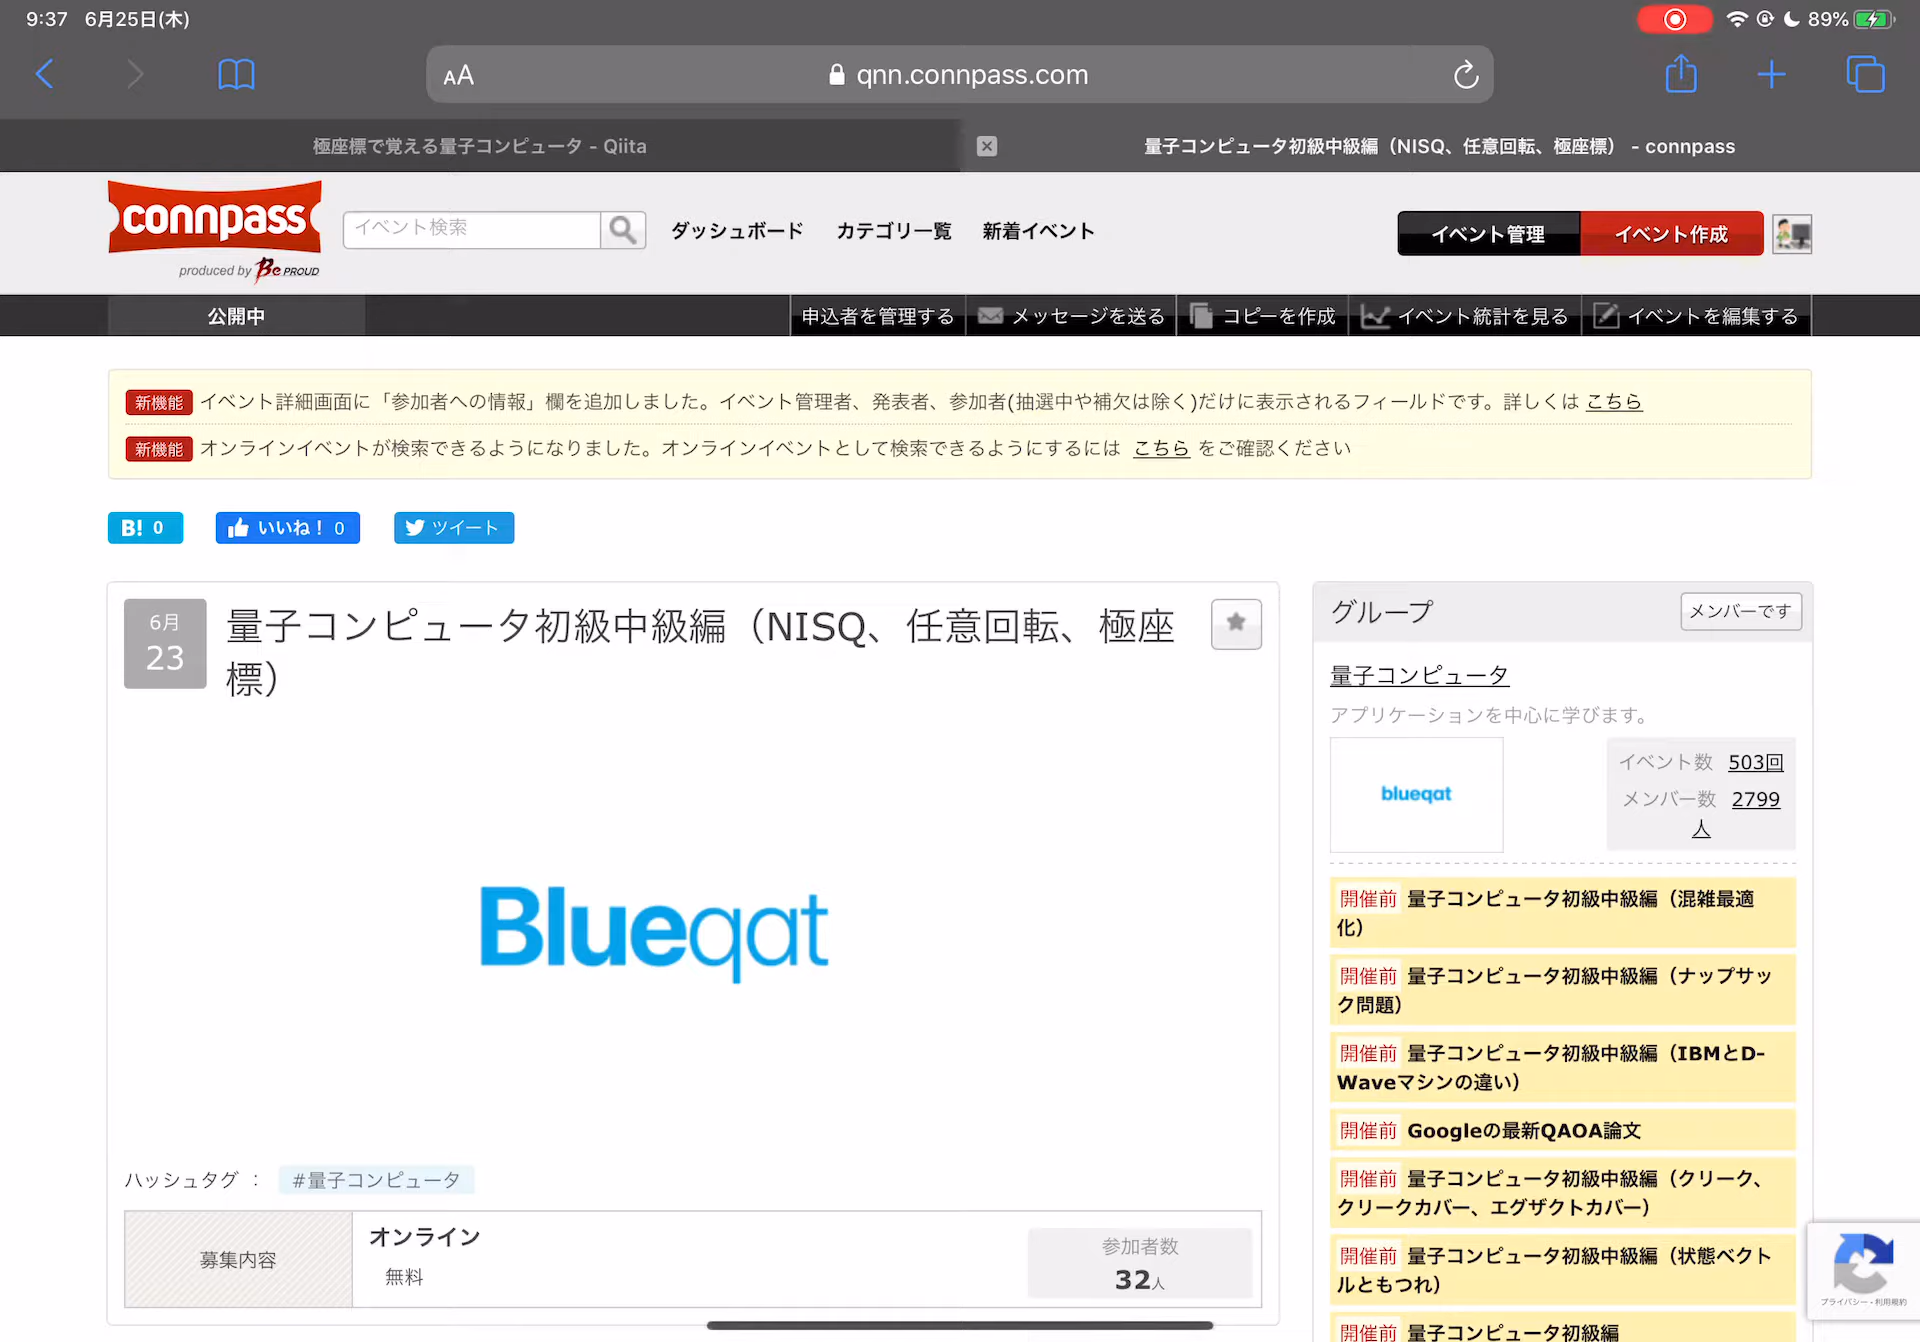 9:37 6月25日(木)
89%
AA
qnn.connpass.com
極座標で覚える量子コンピュータ - Qiita
量子コンピュータ初級中級編（NISQ、任意回転、極座標） - connpass
connpass
produced by Be PROUD
イベント検索
ダッシュボード
カテゴリ一覧
新着イベント
イベント管理
イベント作成
公開中
申込者を管理する
メッセージを送る
コピーを作成
イベント統計を見る
イベントを編集する
新機能 イベント詳細画面に「参加者への情報」欄を追加しました。イベント管理者、発表者、参加者(抽選中や補欠は除く)だけに表示されるフィールドです。詳しくは こちら
新機能 オンラインイベントが検索できるようになりました。オンラインイベントとして検索できるようにするには こちら をご確認ください
B! 0
いいね！ 0
ツイート
6月
23
量子コンピュータ初級中級編（NISQ、任意回転、極座
標）
Blueqat
ハッシュタグ ：
#量子コンピュータ
募集内容
オンライン
無料
参加者数
32人
グループ
メンバーです
量子コンピュータ
アプリケーションを中心に学びます。
blueqat
イベント数 503回
メンバー数 2799
人
開催前 量子コンピュータ初級中級編（混雑最適
化）
開催前 量子コンピュータ初級中級編（ナップサッ
ク問題）
開催前 量子コンピュータ初級中級編（IBMとD-
Waveマシンの違い）
開催前 Googleの最新QAOA論文
開催前 量子コンピュータ初級中級編（クリーク、
クリークカバー、エグザクトカバー）
開催前 量子コンピュータ初級中級編（状態ベクト
ルともつれ）
開催前 量子コンピュータ初級編
プライバシー - 利用規約